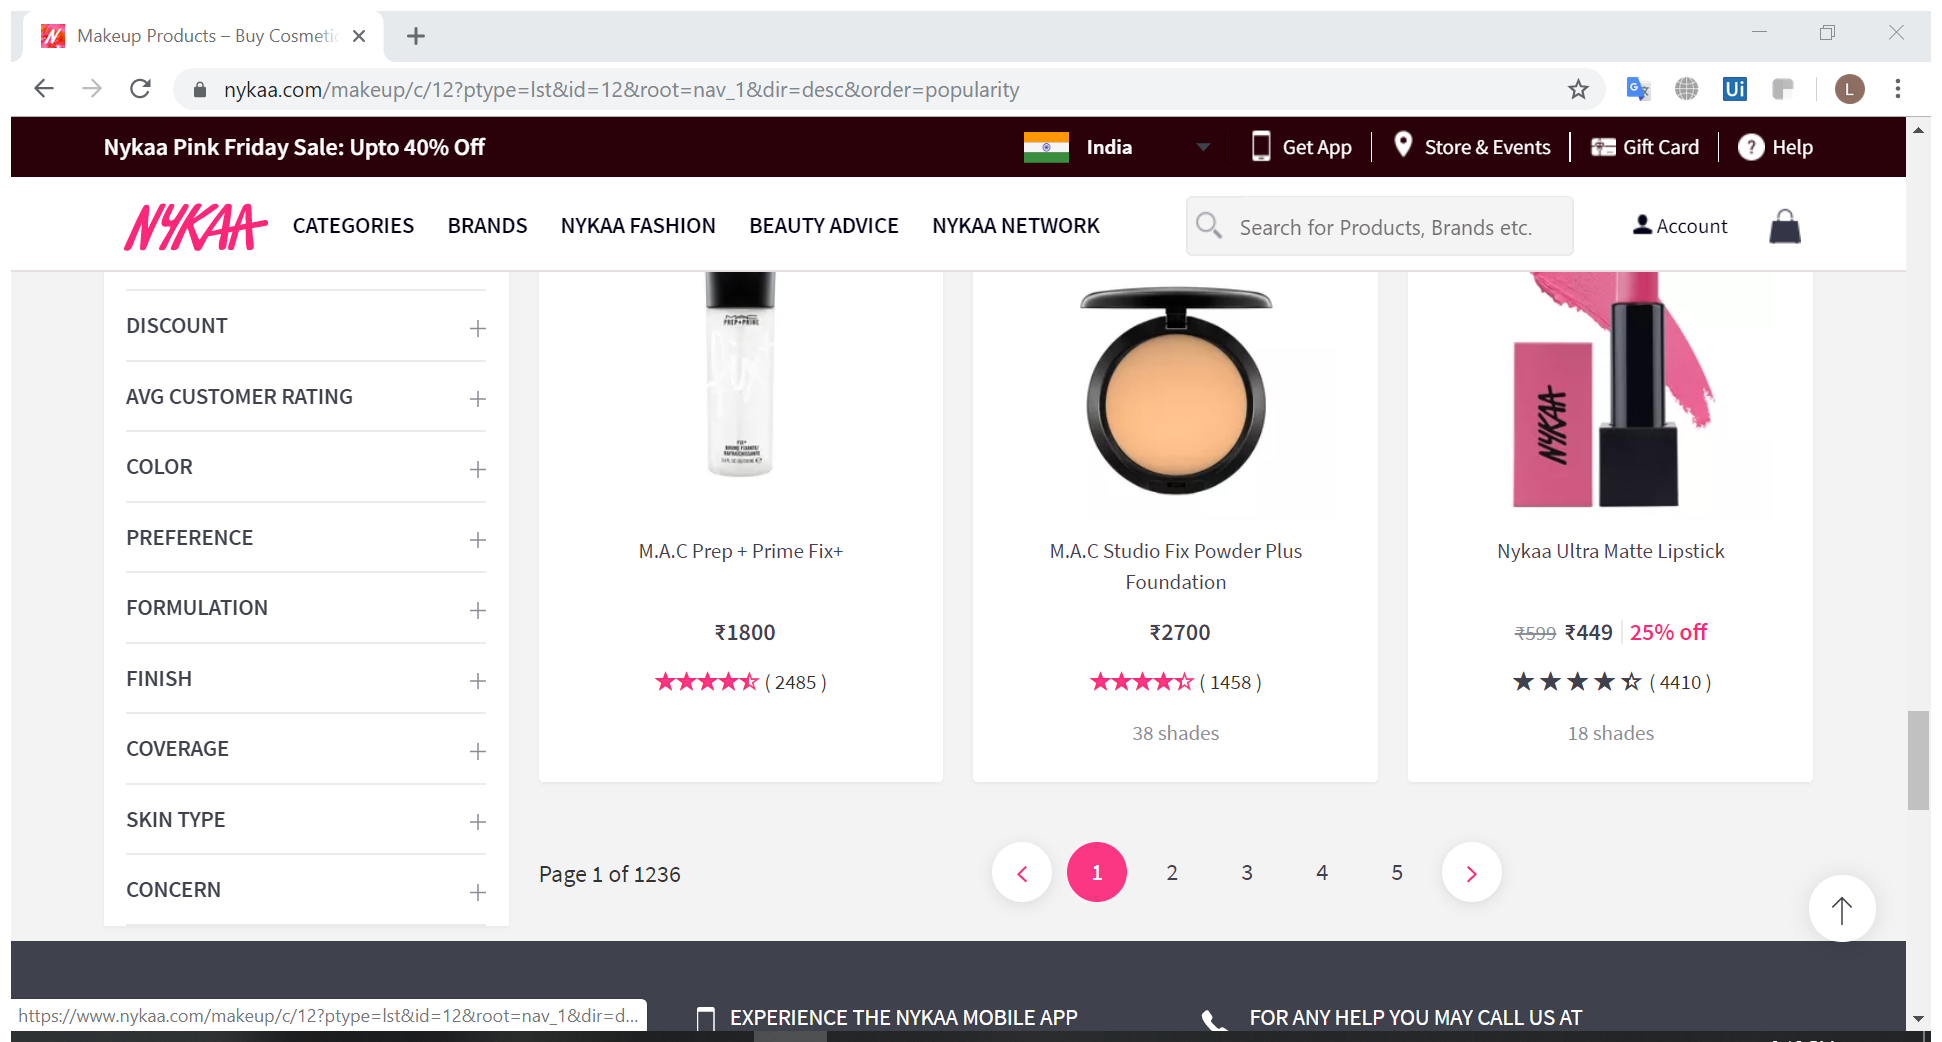 Makeup Products – Buy Cosmetic
nykaa.com/makeup/c/12?ptype=lst&id=12&root=nav_1&dir=desc&order=popularity
Ui
L
Nykaa Pink Friday Sale: Upto 40% Off
India
Get App
Store & Events
Gift Card
? Help
NYKAA
CATEGORIES
BRANDS
NYKAA FASHION
BEAUTY ADVICE
NYKAA NETWORK
Search for Products, Brands etc.
Account
DISCOUNT
AVG CUSTOMER RATING
COLOR
PREFERENCE
FORMULATION
FINISH
COVERAGE
SKIN TYPE
CONCERN
PREP+PRIME
fix+
FIX+
M.A.C Prep + Prime Fix+
₹1800
( 2485 )
M.A.C Studio Fix Powder Plus
Foundation
₹2700
( 1458 )
38 shades
NYKAA
Nykaa Ultra Matte Lipstick
₹599 ₹449 25% off
( 4410 )
18 shades
Page 1 of 1236
1 2 3 4 5
https://www.nykaa.com/makeup/c/12?ptype=lst&id=12&root=nav_1&dir=d...
EXPERIENCE THE NYKAA MOBILE APP
FOR ANY HELP YOU MAY CALL US AT